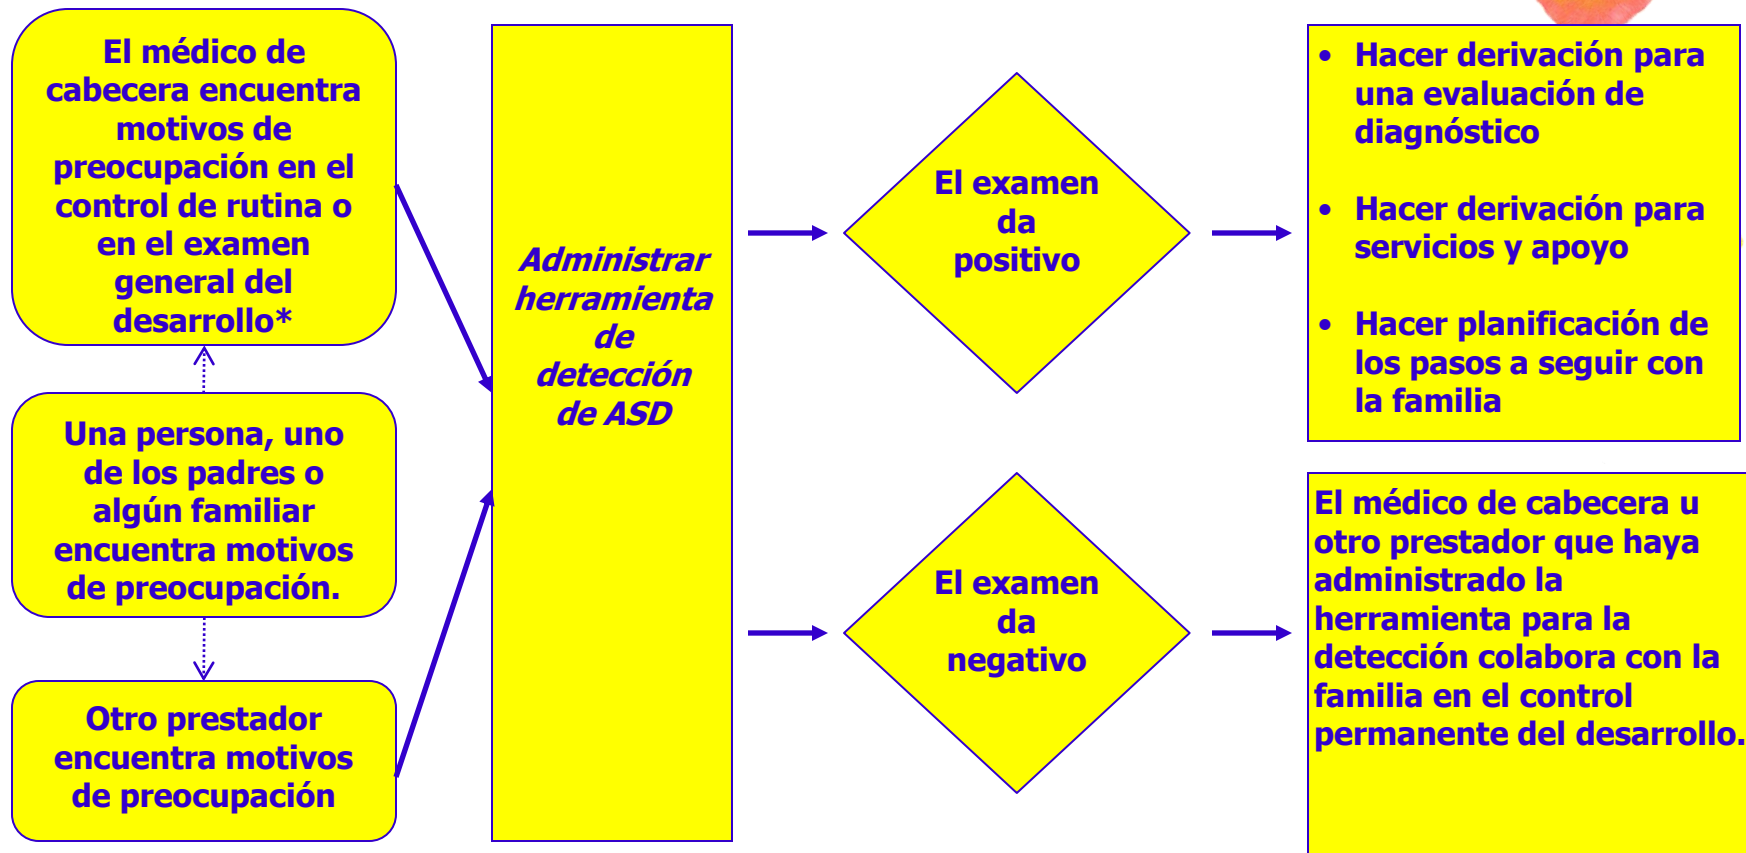 El médico de
cabecera encuentra
motivos de
preocupación en el
control de rutina o
en el examen
general del
desarrollo*
Una persona, uno
de los padres o
algún familiar
encuentra motivos
de preocupación.
Otro prestador
encuentra motivos
de preocupación
Administrar
herramienta
de
detección
de ASD
El examen
da
positivo
• Hacer derivación para
una evaluación de
diagnóstico
• Hacer derivación para
servicios y apoyo
• Hacer planificación de
los pasos a seguir con
la familia
El examen
da
negativo
El médico de cabecera u
otro prestador que haya
administrado la
herramienta para la
detección colabora con la
familia en el control
permanente del desarrollo.